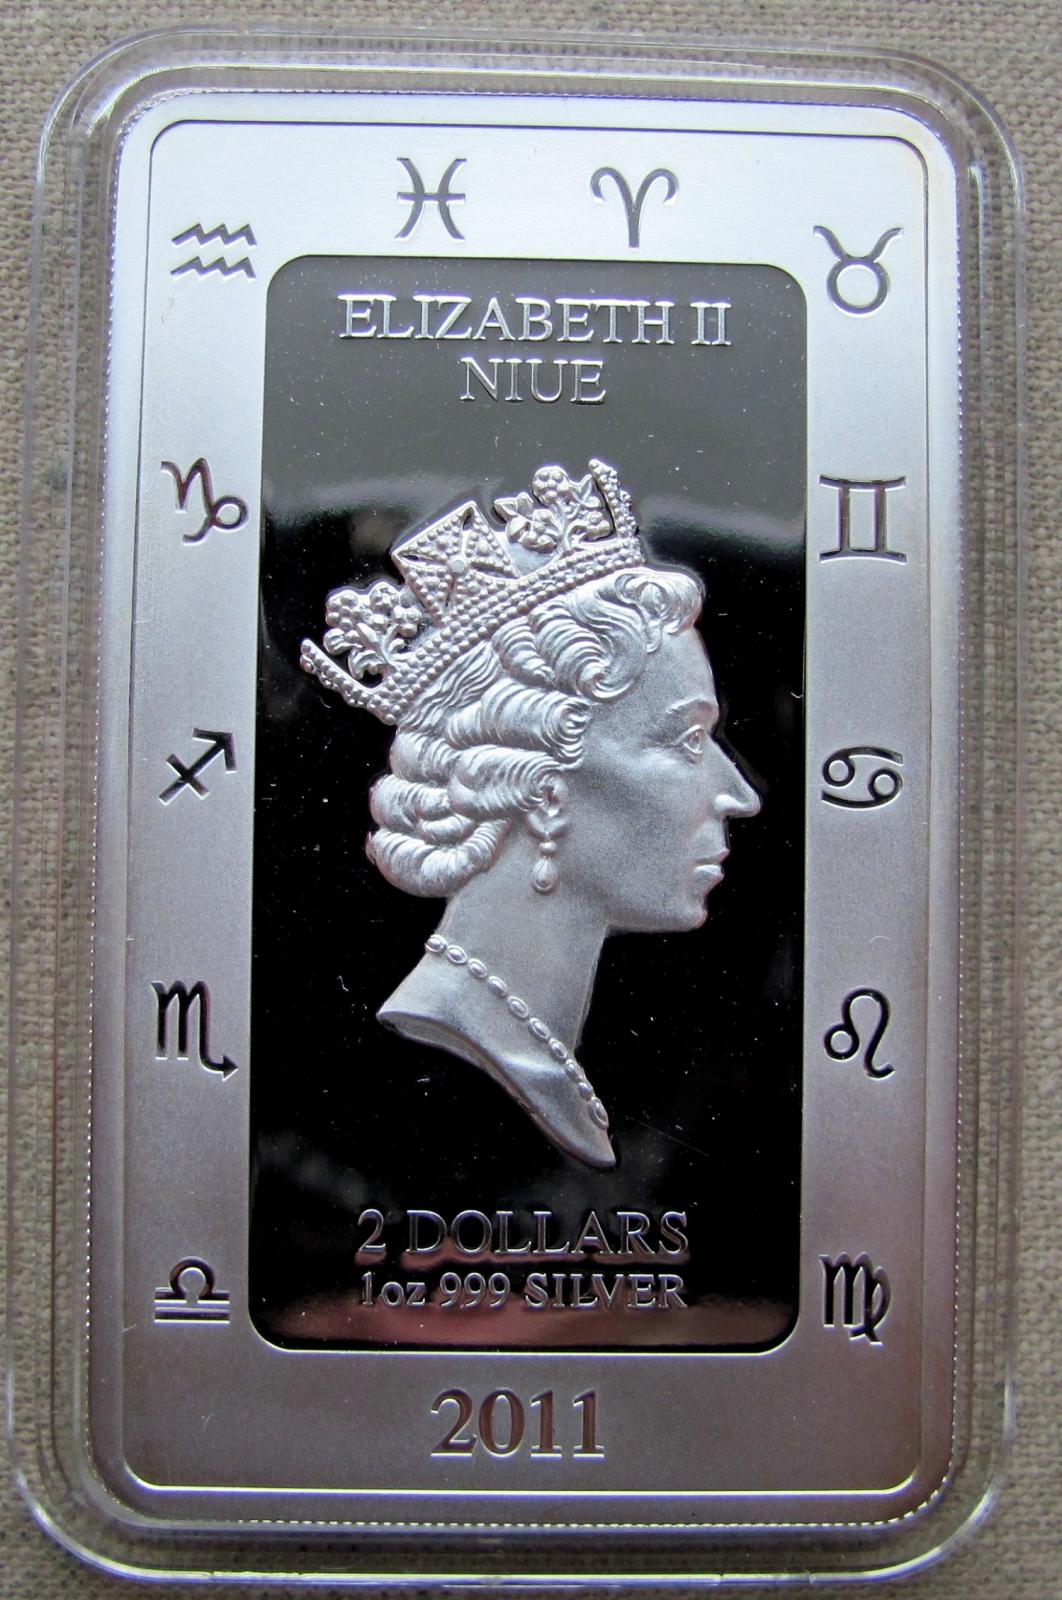 ELIZABETH II
NIUE
2 DOLLARS
1oz 999 SILVER
2011